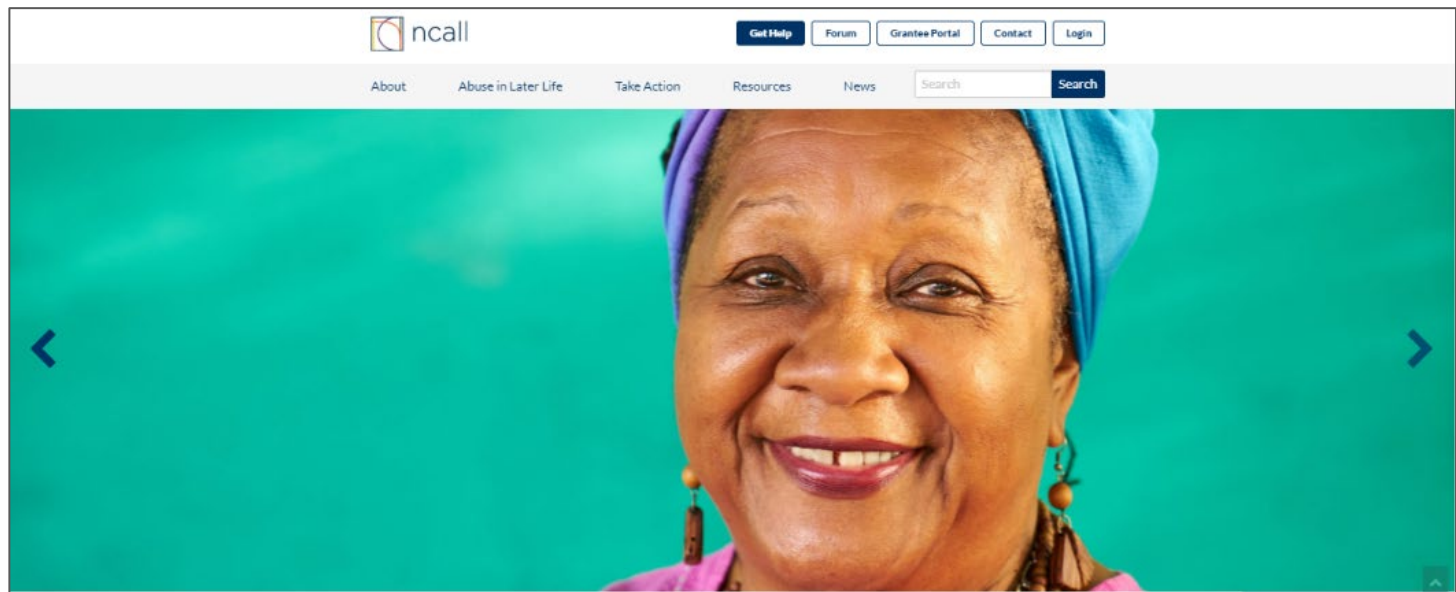 ncall
Get Help Forum Grantee Portal Contact Login
About Abuse in Later Life Take Action Resources News Search Search